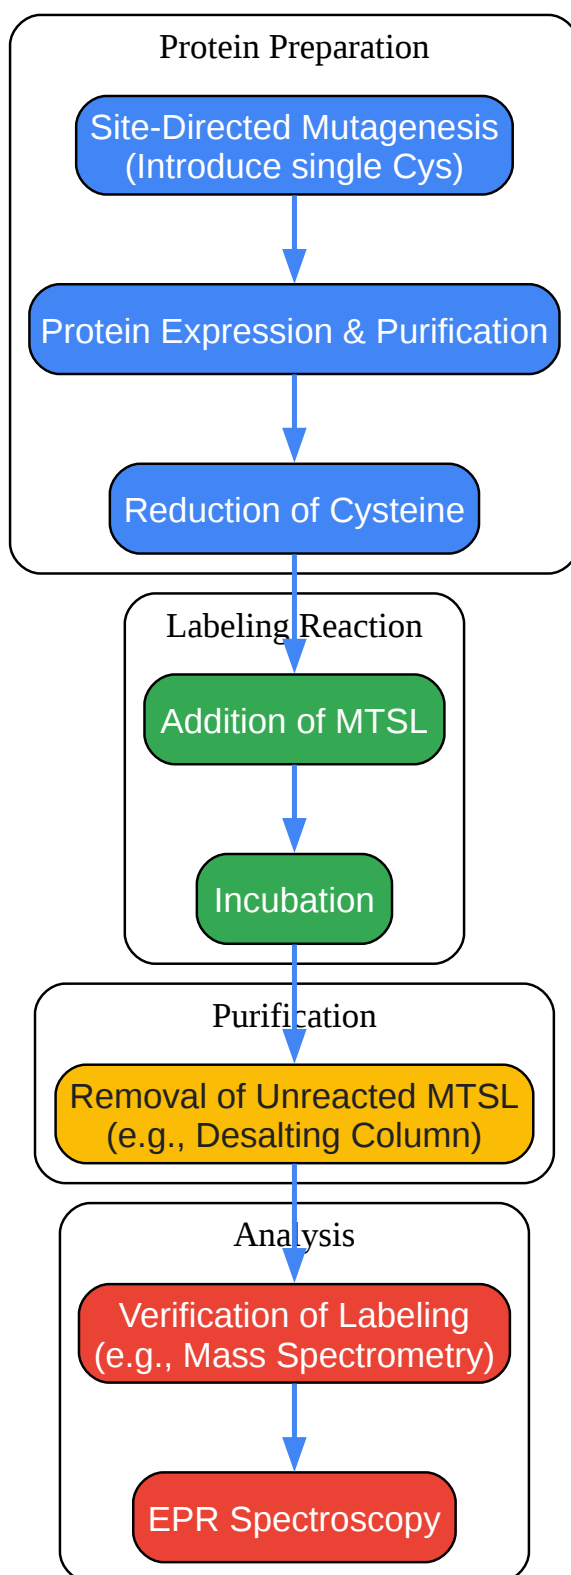 Protein Preparation
Site-Directed Mutagenesis
(Introduce single Cys)
Protein Expression & Purification
Reduction of Cysteine
Labeling Reaction
Addition of MTSL
Incubation
Purification
Removal of Unreacted MTSL
(e.g., Desalting Column)
Analysis
Verification of Labeling
(e.g., Mass Spectrometry)
EPR Spectroscopy